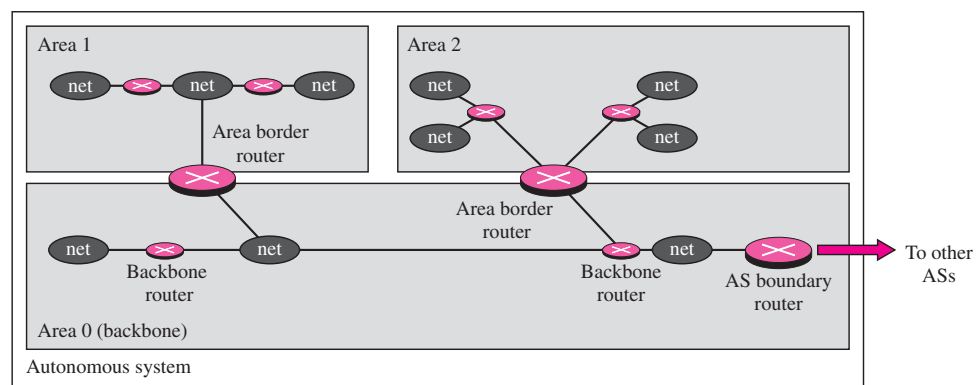 Area 1
net
net
net
Area border
router
Area 2
net
net
net
net
Area border
router
net
Backbone
router
net
Backbone
router
net
AS boundary
router
To other
ASs
Area 0 (backbone)
Autonomous system